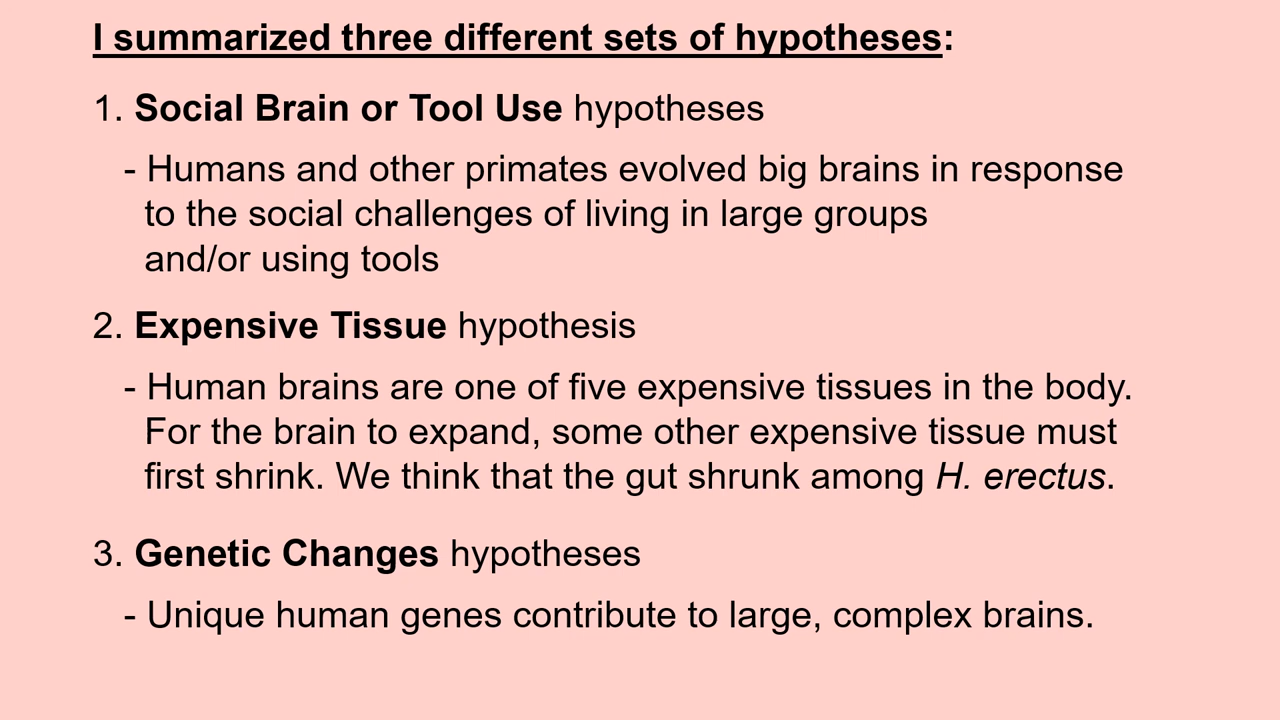 I summarized three different sets of hypotheses:
1. Social Brain or Tool Use hypotheses
- Humans and other primates evolved big brains in response
to the social challenges of living in large groups
and/or using tools
2. Expensive Tissue hypothesis
- Human brains are one of five expensive tissues in the body.
For the brain to expand, some other expensive tissue must
first shrink. We think that the gut shrunk among H. erectus.
3. Genetic Changes hypotheses
- Unique human genes contribute to large, complex brains.